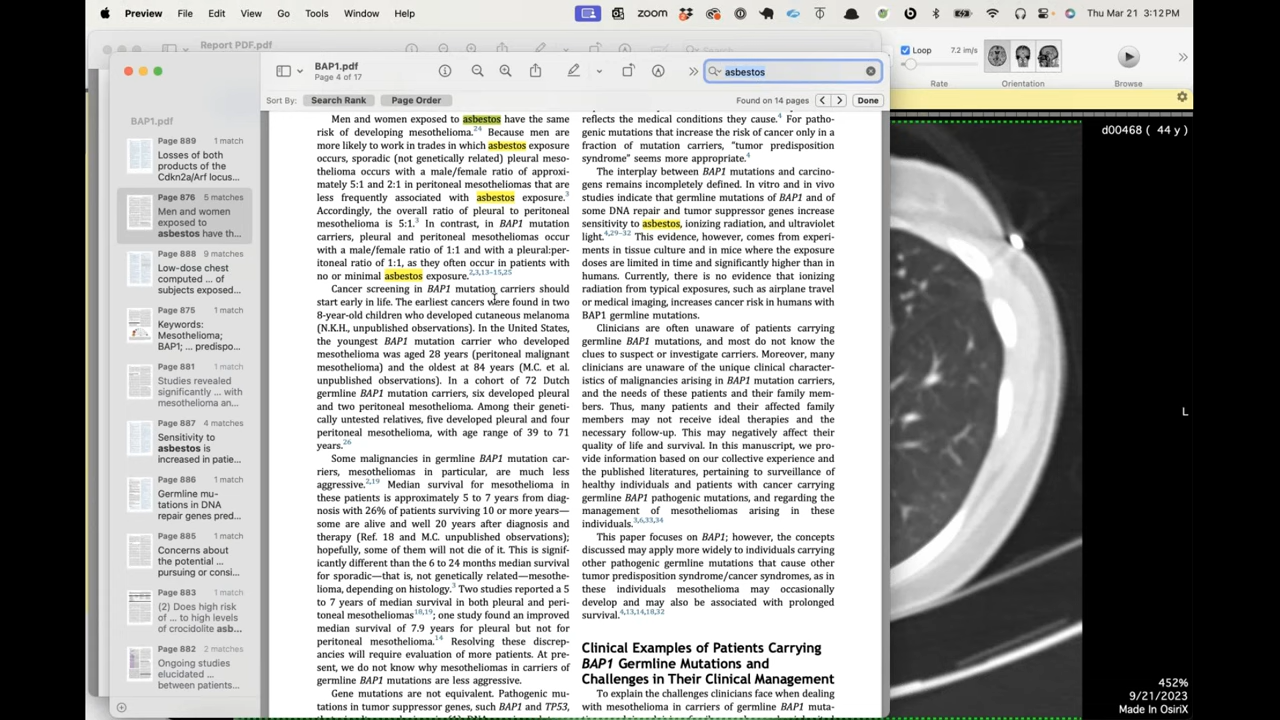 Preview File Edit View Go Tools Window Help
zoom
Thu Mar 21 3:12 PM
Report PDF.pdf
Search
BAP1.pdf
Page 4 of 17
asbestos
Sort By: Search Rank Page Order
Found on 14 pages
Done
BAP1.pdf
Page 889 1 match
Losses of both
products of the
Cdkn2a/Arf locus...
Page 876 5 matches
Men and women
exposed to
asbestos have th...
Page 888 9 matches
Low-dose chest
computed ... of
of subjects exposed...
Page 875 1 match
Keywords:
Mesothelioma;
BAP1; ... predispo...
Page 881 1 match
Studies revealed
significantly ... with
mesothelioma an...
Page 887 4 matches
Sensitivity to
asbestos is
increased in patie...
Page 886 1 match
Germline mu-
tations in DNA
repair genes pred...
Page 885 1 match
Concerns about
the potential ...
pursuing or consi...
Page 883 1 match
(2) Does high risk
of ... to high levels
of crocidolite asb...
Page 882 2 matches
Ongoing studies
elucidated ...
between patients...
Men and women exposed to asbestos have the same
risk of developing mesothelioma.24 Because men are
more likely to work in trades in which asbestos exposure
occurs, sporadic (not genetically related) pleural meso-
thelioma occurs with a male/female ratio of approxi-
mately 5:1 and 2:1 in peritoneal mesotheliomas that are
less frequently associated with asbestos exposure.3
Accordingly, the overall ratio of pleural to peritoneal
mesothelioma is 5:1.3 In contrast, in BAP1 mutation
carriers, pleural and peritoneal mesotheliomas occur
with male/female ratio of 1:1 and with a pleural:per-
itoneal ratio of 1:1, as they often occur in patients with
no or minimal asbestos exposure.2,3,13–15,25
Cancer screening in BAP1 mutation carriers should
start early in life. The earliest cancers were found in two
8-year-old children who developed cutaneous melanoma
(N.K.H., unpublished observations). In the United States,
the youngest BAP1 mutation carrier who developed
mesothelioma was aged 28 years (peritoneal malignant
mesothelioma) and the oldest at 84 years (M.C. et al.
unpublished observations). In a cohort of 72 Dutch
germline BAP1 mutation carriers, six developed pleural
and two peritoneal mesothelioma. Among their geneti-
cally untested relatives, five developed pleural and four
peritoneal mesothelioma, with age range of 39 to 71
years.26
Some malignancies in germline BAP1 mutation car-
riers, mesotheliomas in particular, are much less
aggressive.2,19 Median survival for mesothelioma in
these patients is approximately 5 to 7 years from diag-
nosis with 26% of patients surviving 10 or more years—
some are alive and well 20 years after diagnosis and
therapy (Ref. 18 and M.C. unpublished observations);
hopefully, some of them will not die of it. This is signif-
icantly different than the 6 to 24 months median survival
for sporadic—that is, not genetically related—mesothe-
lioma, depending on histology.3 Two studies reported a 5
to 7 years of median survival in both pleural and peri-
toneal mesotheliomas18,19; one study found an improved
median survival of 7.9 years for pleural but not for
peritoneal mesothelioma.14 Resolving these discrep-
ancies will require evaluation of more patients. At pre-
sent, we do not know why mesotheliomas in carriers of
germline BAP1 mutations are less aggressive.
Gene mutations are not equivalent. Pathogenic mu-
tations in tumor suppressor genes, such BAP1 and TP53,
reflects the medical conditions they cause.4 For patho-
genic mutations that increase the risk of cancer only in a
fraction of mutation carriers, “tumor predisposition
syndrome” seems more appropriate.4
The interplay between BAP1 mutations and carcino-
gens remains incompletely defined. In vitro and in vivo
studies indicate that germline mutations of BAP1 and of
some DNA repair and tumor suppressor genes increase
sensitivity to asbestos, ionizing radiation, and ultraviolet
light.4,29–32 This evidence, however, comes from experi-
ments in tissue culture and in mice where the exposure
doses are limited in time and significantly higher than in
humans. Currently, there is no evidence that ionizing
radiation from typical exposures, such as airplane travel
or medical imaging, increases cancer risk in humans with
BAP1 germline mutations.
Clinicians are often unaware of patients carrying
germline BAP1 mutations, and most do not know the
clues to suspect or investigate carriers. Moreover, many
clinicians are unaware of the unique clinical character-
istics of malignancies arising in BAP1 mutation carriers,
and the needs of these patients and their family mem-
bers. Thus, many patients and their affected family
members may not receive ideal therapies and the
necessary follow-up. This may negatively affect their
quality of life and survival. In this manuscript, we pro-
vide information based on our collective experience and
the published literatures, pertaining to surveillance of
healthy individuals and patients with cancer carrying
germline BAP1 pathogenic mutations, and regarding the
management of mesotheliomas arising in these
individuals.3,6,33,34
This paper focuses on BAP1; however, the concepts
discussed may apply more widely to individuals carrying
other pathogenic germline mutations that cause other
tumor predisposition syndrome/cancer syndromes, as in
these individuals mesothelioma may occasionally
develop and may also be associated with prolonged
survival.4,13,14,18,32
Clinical Examples of Patients Carrying
BAP1 Germline Mutations and
Challenges in Their Clinical Management
To explain the challenges clinicians face when dealing
with mesothelioma in carriers of germline BAP1 muta-
Loop 7.2 im/s
Rate
Orientation
Browse
d00468 ( 44 y )
L
452%
9/21/2023
Made In OsiriX